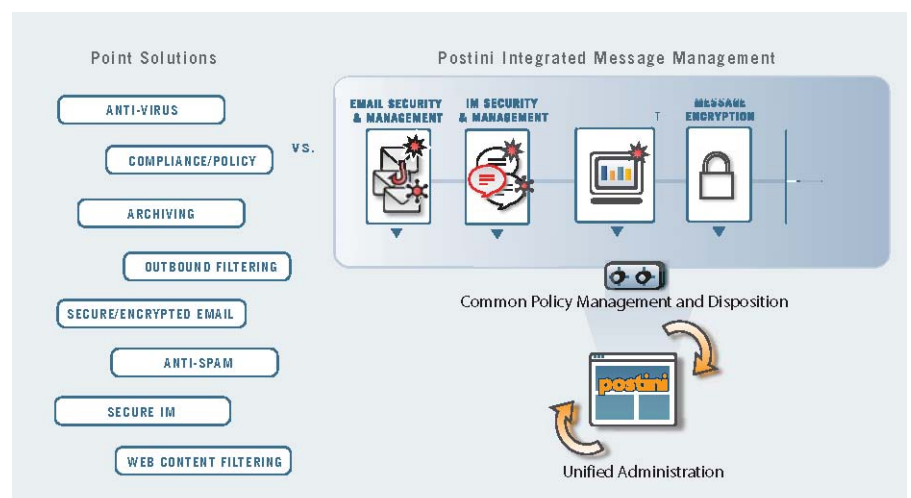 Point Solutions
Postini Integrated Message Management
ANTI-VIRUS
COMPLIANCE/POLICY
ARCHIVING
OUTBOUND FILTERING
SECURE/ENCRYPTED EMAIL
ANTI-SPAM
SECURE IM
WEB CONTENT FILTERING
VS.
EMAIL SECURITY
& MANAGEMENT
IM SECURITY
& MANAGEMENT
T
MESSAGE
ENCRYPTION
Common Policy Management and Disposition
postini
Unified Administration